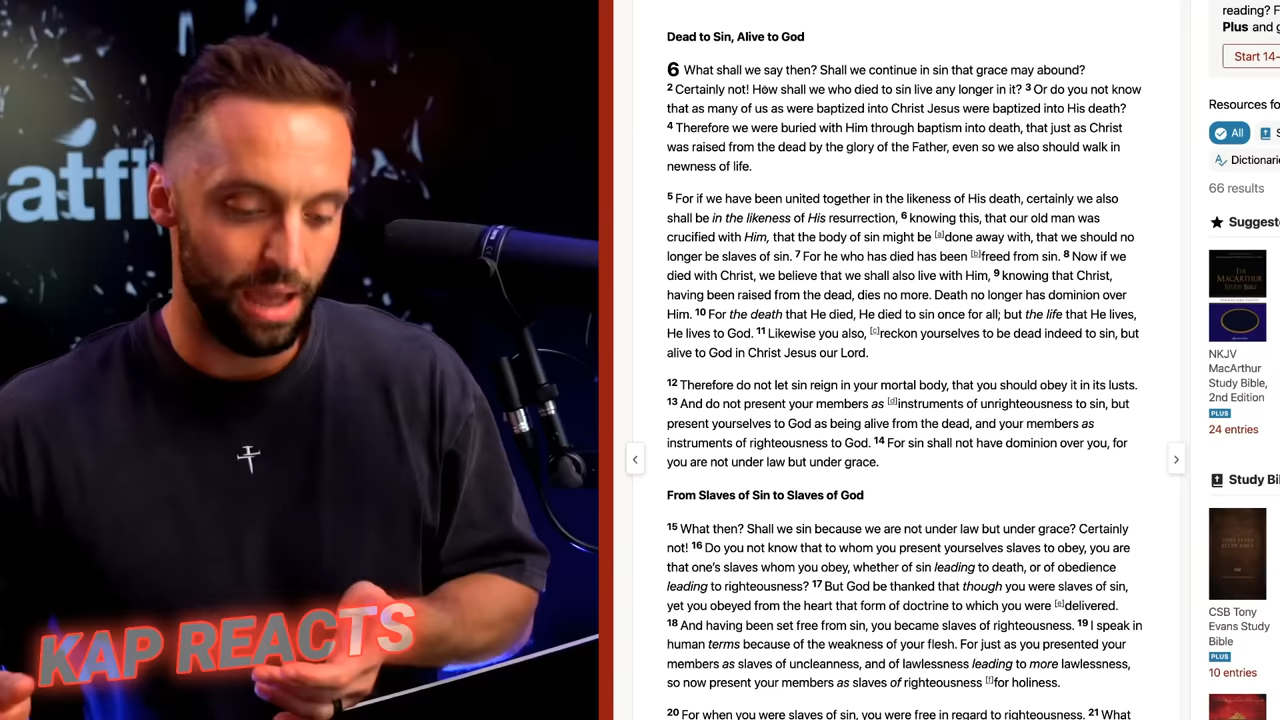 atfi
KAP REACTS
Dead to Sin, Alive to God
6 What shall we say then? Shall we continue in sin that grace may abound?
2 Certainly not! How shall we who died to sin live any longer in it? 3 Or do you not know
that as many of us as were baptized into Christ Jesus were baptized into His death?
4 Therefore we were buried with Him through baptism into death, that just as Christ
was raised from the dead by the glory of the Father, even so we also should walk in
newness of life.
5 For if we have been united together in the likeness of His death, certainly we also
shall be in the likeness of His resurrection, 6 knowing this, that our old man was
crucified with Him, that the body of sin might be [a]done away with, that we should no
longer be slaves of sin. 7 For he who has died has been [b]freed from sin. 8 Now if we
died with Christ, we believe that we shall also live with Him, 9 knowing that Christ,
having been raised from the dead, dies no more. Death no longer has dominion over
Him. 10 For the death that He died, He died to sin once for all; but the life that He lives,
He lives to God. 11 Likewise you also, [c]reckon yourselves to be dead indeed to sin, but
alive to God in Christ Jesus our Lord.
12 Therefore do not let sin reign in your mortal body, that you should obey it in its lusts.
13 And do not present your members as [d]instruments of unrighteousness to sin, but
present yourselves to God as being alive from the dead, and your members as
instruments of righteousness to God. 14 For sin shall not have dominion over you, for
you are not under law but under grace.
From Slaves of Sin to Slaves of God
15 What then? Shall we sin because we are not under law but under grace? Certainly
not! 16 Do you not know that to whom you present yourselves slaves to obey, you are
that one's slaves whom you obey, whether of sin leading to death, or of obedience
leading to righteousness? 17 But God be thanked that though you were slaves of sin,
yet you obeyed from the heart that form of doctrine to which you were [e]delivered.
18 And having been set free from sin, you became slaves of righteousness. 19 I speak in
human terms because of the weakness of your flesh. For just as you presented your
members as slaves of uncleanness, and of lawlessness leading to more lawlessness,
so now present your members as slaves of righteousness [f]for holiness.
20 For when you were slaves of sin, you were free in regard to righteousness. 21 What
reading? F
Plus and g
Start 14-
Resources fo
All
S
Dictionari
66 results
Suggest
THE
MACARTHUR
STUDY BIBLE
NKJV
MacArthur
Study Bible,
2nd Edition
PLUS
24 entries
Study Bi
TONY EVANS
STUDY BIBLE
CSB Tony
Evans Study
Bible
PLUS
10 entries